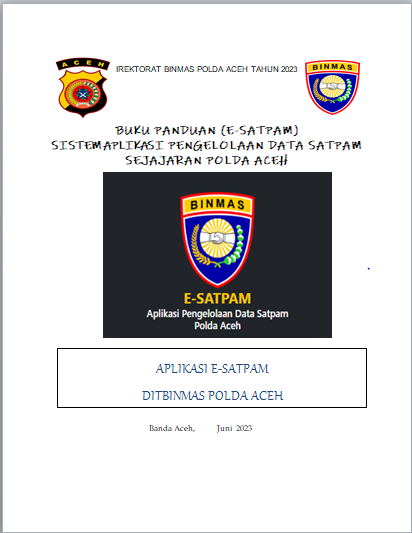 ACEH
IREKTORAT BINMAS POLDA ACEH TAHUN 2023
BINMAS
BUKU PANDUAN (E-SATPAM)
SISTEMAPLIKASI PENGELOLAAN DATA SATPAM
SEJAJARAN POLDA ACEH
BINMAS
E-SATPAM
Aplikasi Pengelolaan Data Satpam
Polda Aceh
APLIKASI E-SATPAM
DITBINMAS POLDA ACEH
Banda Aceh, Juni 2023